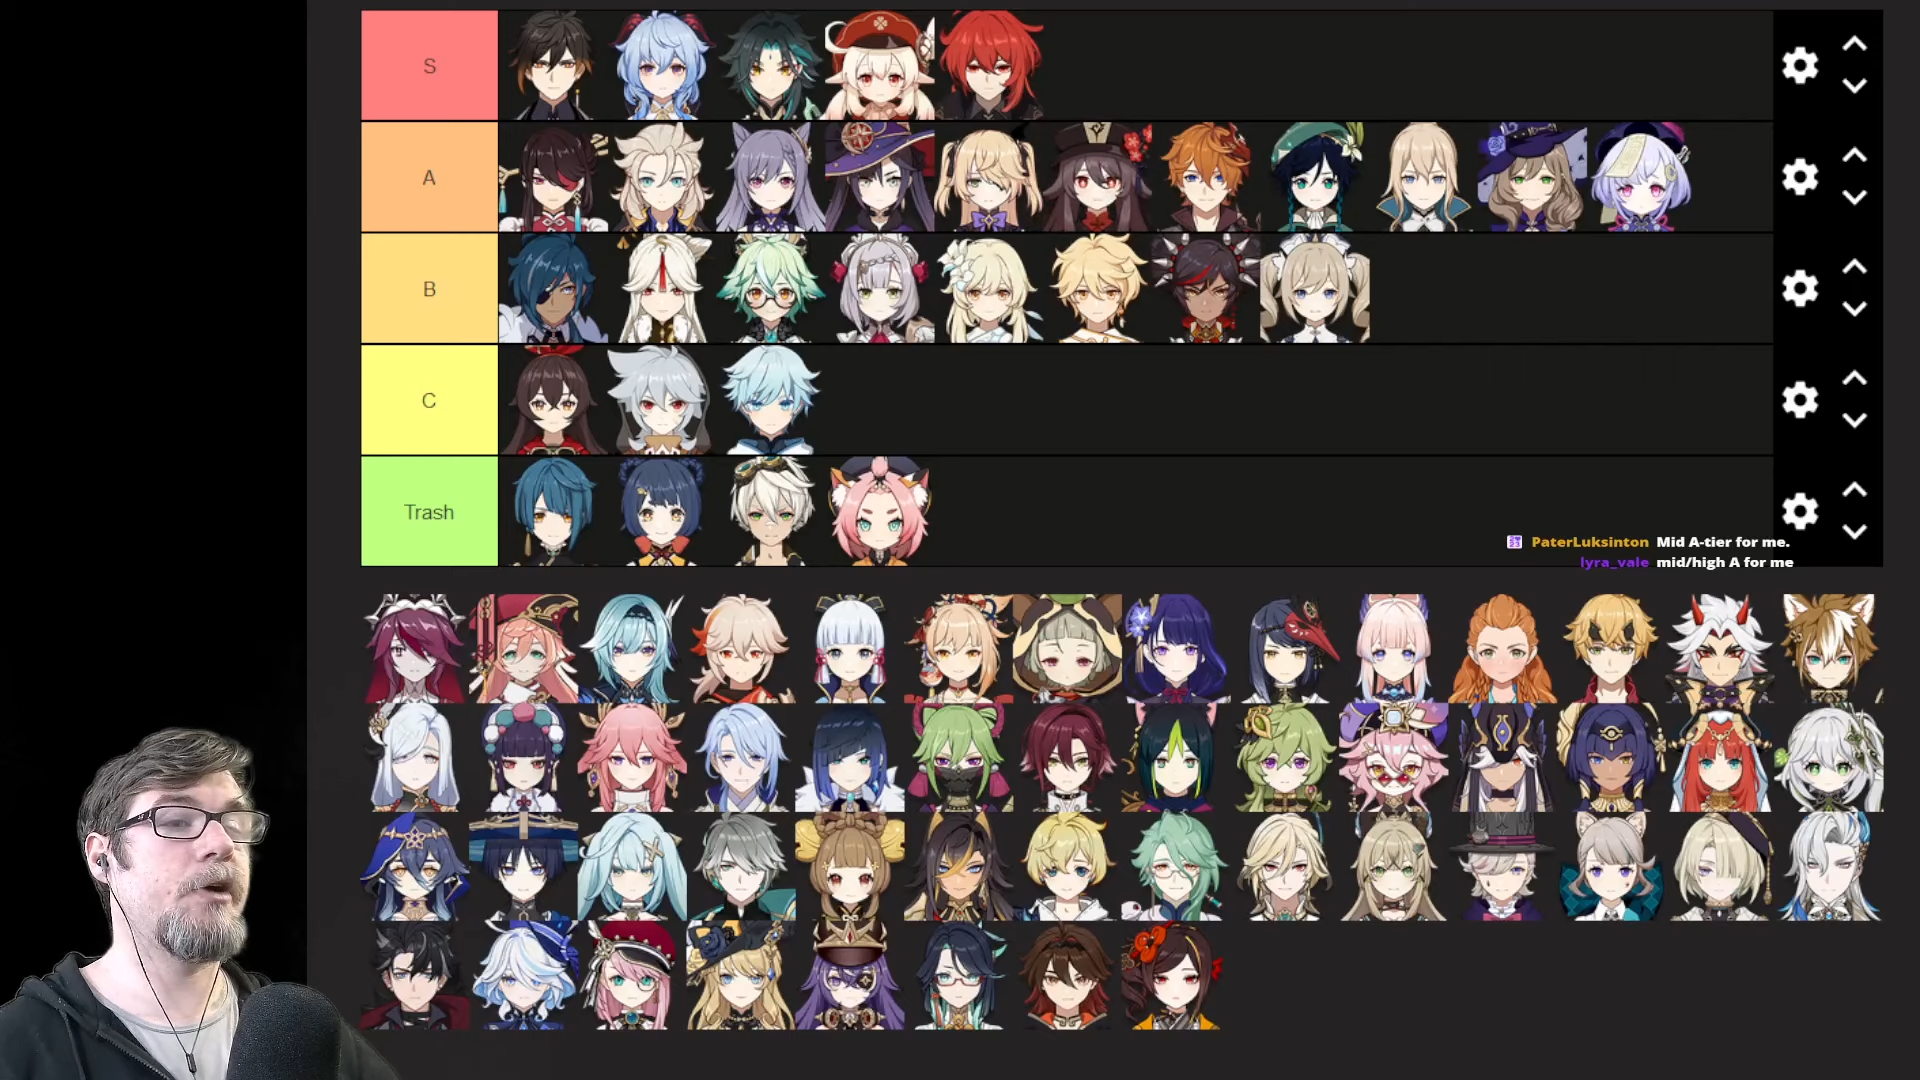 S
A
B
C
Trash
PaterLuksinton Mid A-tier for me.
lyra_vale mid/high A for me